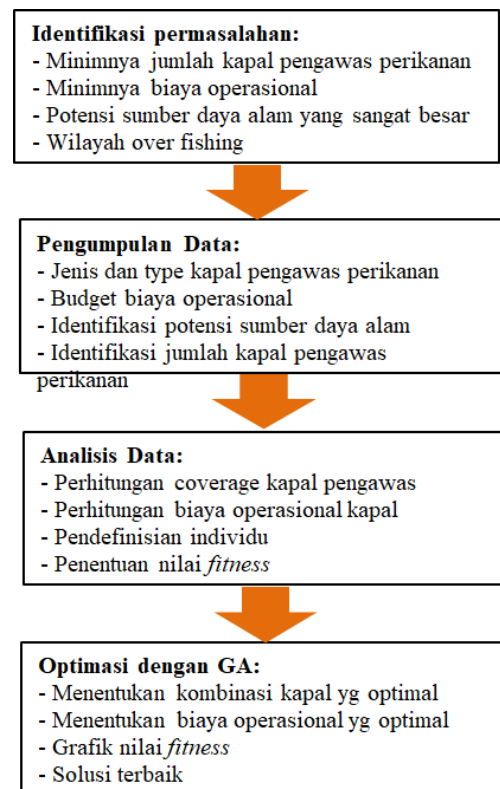 Identifikasi permasalahan:
- Minimnya jumlah kapal pengawas perikanan
- Minimnya biaya operasional
- Potensi sumber daya alam yang sangat besar
- Wilayah over fishing
Pengumpulan Data:
- Jenis dan type kapal pengawas perikanan
- Budget biaya operasional
- Identifikasi potensi sumber daya alam
- Identifikasi jumlah kapal pengawas
perikanan
Analisis Data:
- Perhitungan coverage kapal pengawas
- Perhitungan biaya operasional kapal
- Pendefinisian individu
- Penentuan nilai fitness
Optimasi dengan GA:
- Menentukan kombinasi kapal yg optimal
- Menentukan biaya operasional yg optimal
- Grafik nilai fitness
- Solusi terbaik